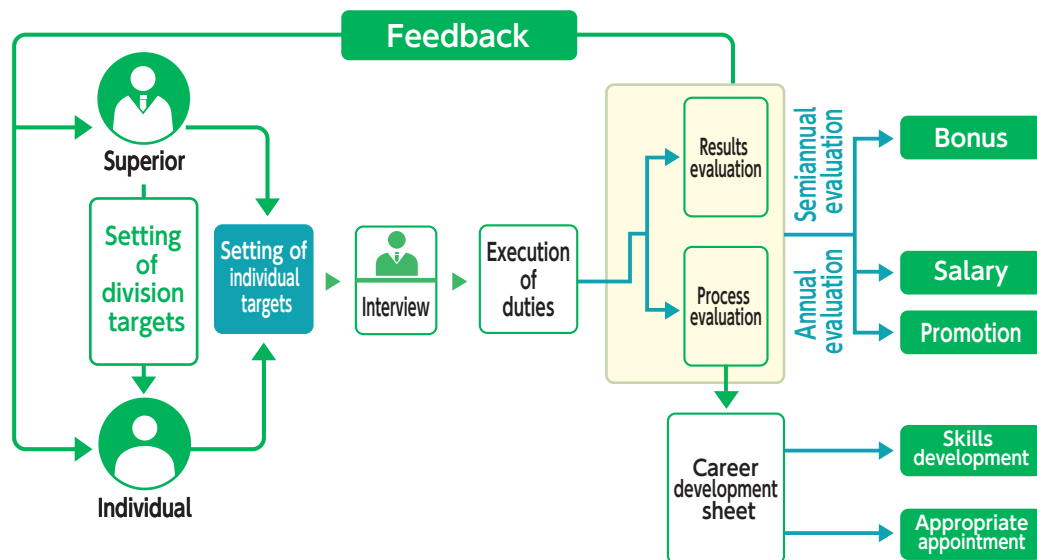 Feedback
Superior
Setting
of
division
targets
Individual
Setting of
individual
targets
Interview
Execution
of
duties
Results
evaluation
Process
evaluation
Semiannual
evaluation
Annual
evaluation
Bonus
Salary
Promotion
Career
development
sheet
Skills
development
Appropriate
appointment